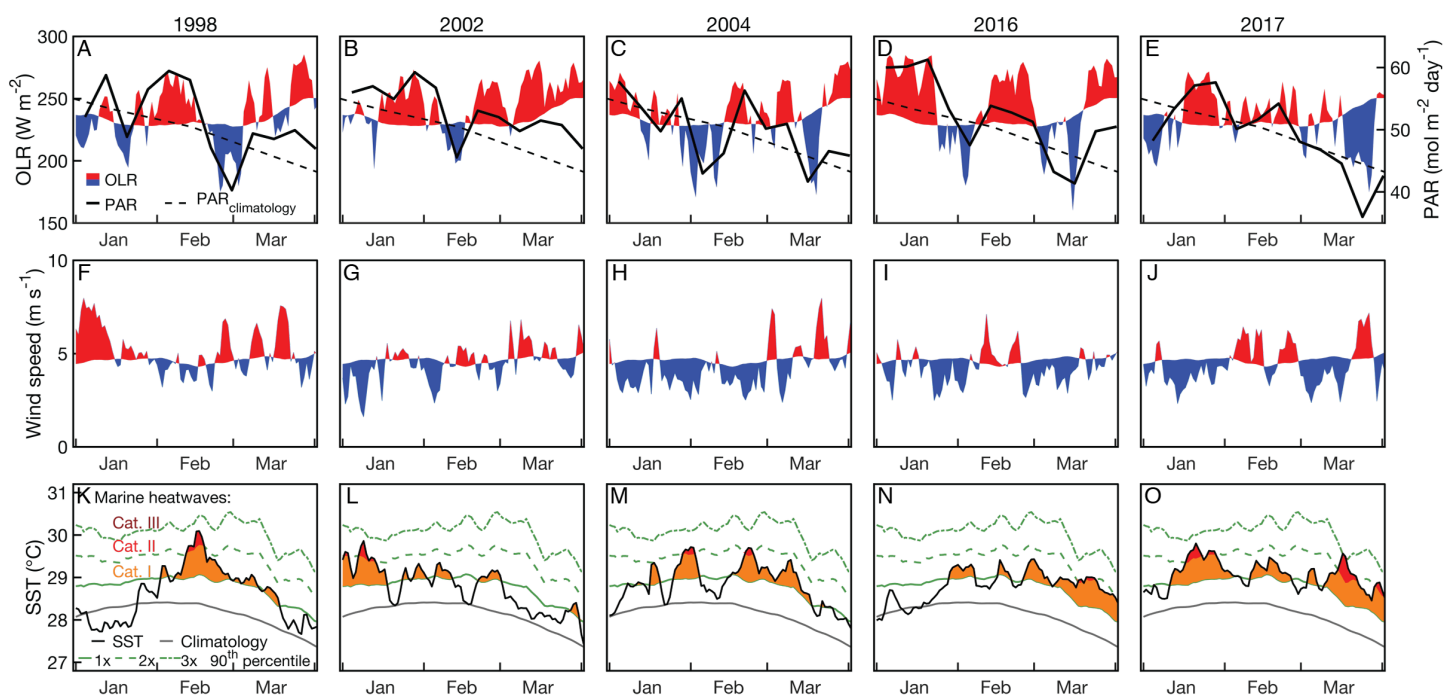 1998 2002 2004 2016 2017
300 A B C D E
60
250
50
200
40
150
OLR (W m⁻²)
PAR (mol m⁻² day⁻¹)
OLR
PAR PARclimatology
Jan Feb Mar Jan Feb Mar Jan Feb Mar Jan Feb Mar Jan Feb Mar
10 F G H I J
5
0
Wind speed (m s⁻¹)
Jan Feb Mar Jan Feb Mar Jan Feb Mar Jan Feb Mar Jan Feb Mar
31 K Marine heatwaves: L M N O
Cat. III
30
Cat. II
Cat. I
29
28
SST (°C)
SST Climatology
1x 2x 3x 90th percentile
27
Jan Feb Mar Jan Feb Mar Jan Feb Mar Jan Feb Mar Jan Feb Mar